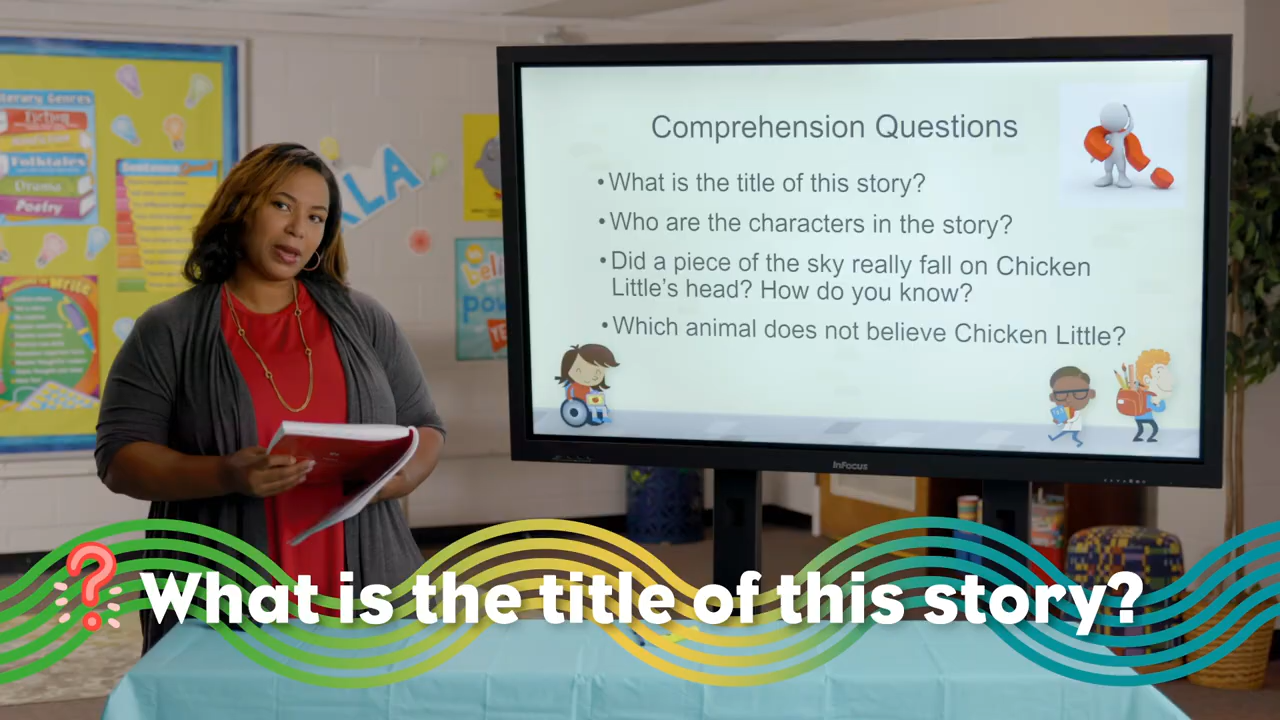 Literary Genres
Fiction
Folktales
Drama
Poetry
Sentence
Write
LA
Comprehension Questions
•What is the title of this story?
•Who are the characters in the story?
•Did a piece of the sky really fall on Chicken
Little's head? How do you know?
•Which animal does not believe Chicken Little?
InFocus
What is the title of this story?